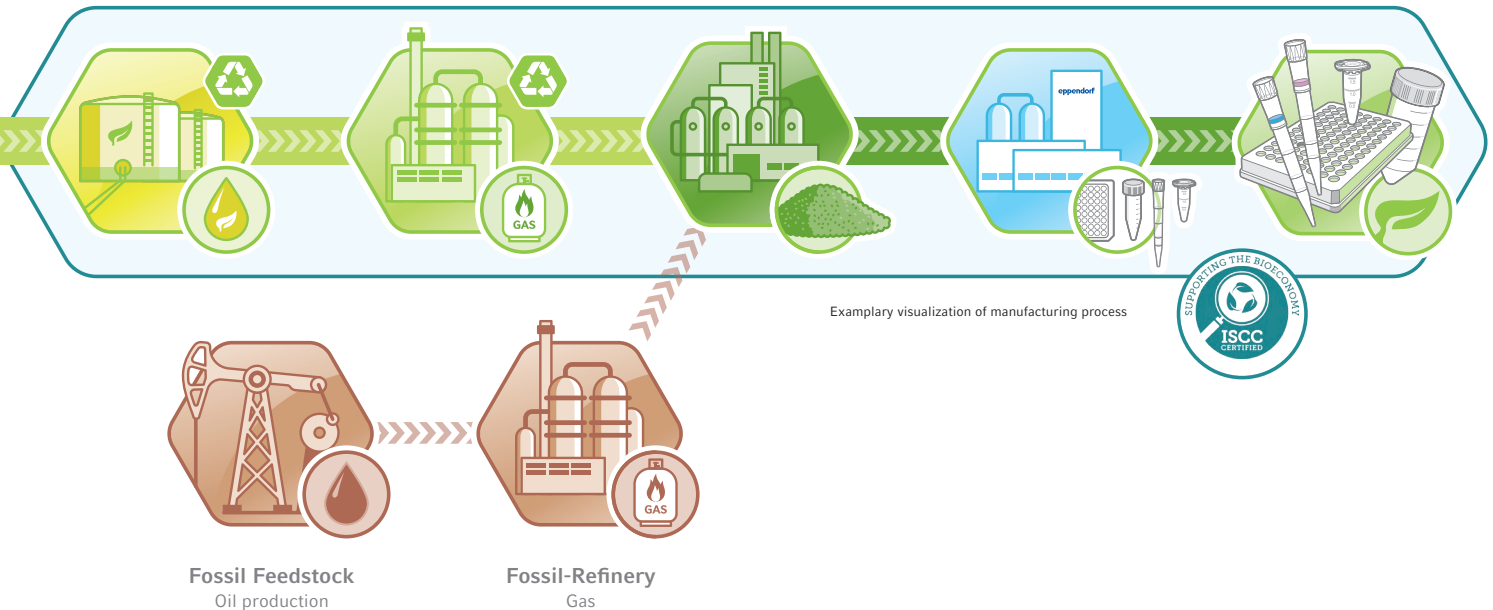 eppendorf
GAS
Examplary visualization of manufacturing process
SUPPORTING THE BIOECONOMY
ISCC
CERTIFIED
GAS
Fossil Feedstock
Oil production
Fossil-Refinery
Gas